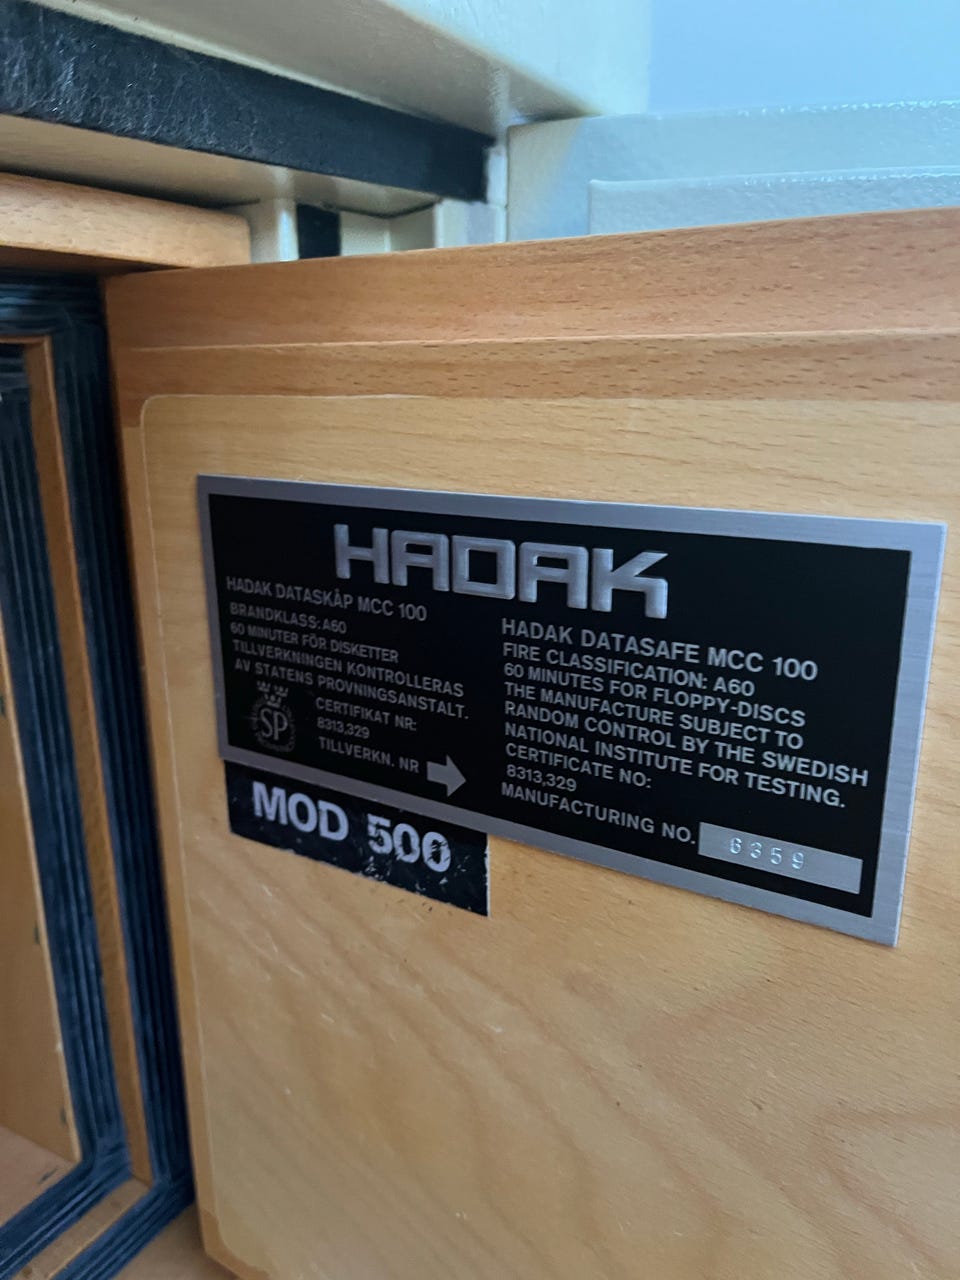 HADAK
HADAK DATASKÅP MCC 100
BRANDKLASS: A60
60 MINUTER FÖR DISKETTER
TILLVERKNINGEN KONTROLLERAS
AV STATENS PROVNINGSANSTALT.
SP
CERTIFIKAT NR:
8313,329
TILLVERKN. NR
HADAK DATASAFE MCC 100
FIRE CLASSIFICATION: A60
60 MINUTES FOR FLOPPY-DISCS
THE MANUFACTURE SUBJECT TO
RANDOM CONTROL BY THE SWEDISH
NATIONAL INSTITUTE FOR TESTING.
CERTIFICATE NO:
8313,329
MANUFACTURING NO.
6359
MOD 500